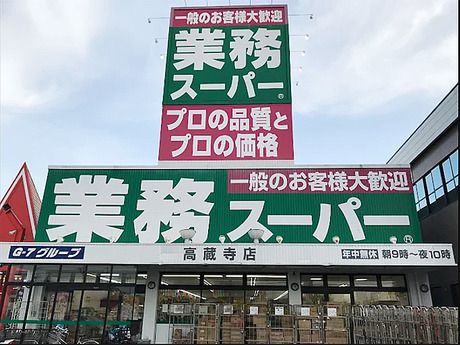 一般のお客様大歓迎
業務
スーパー®
プロの品質と
プロの価格
業務スーパー®
一般のお客様大歓迎
G-7グループ
高蔵寺店
年中無休 朝9時～夜10時